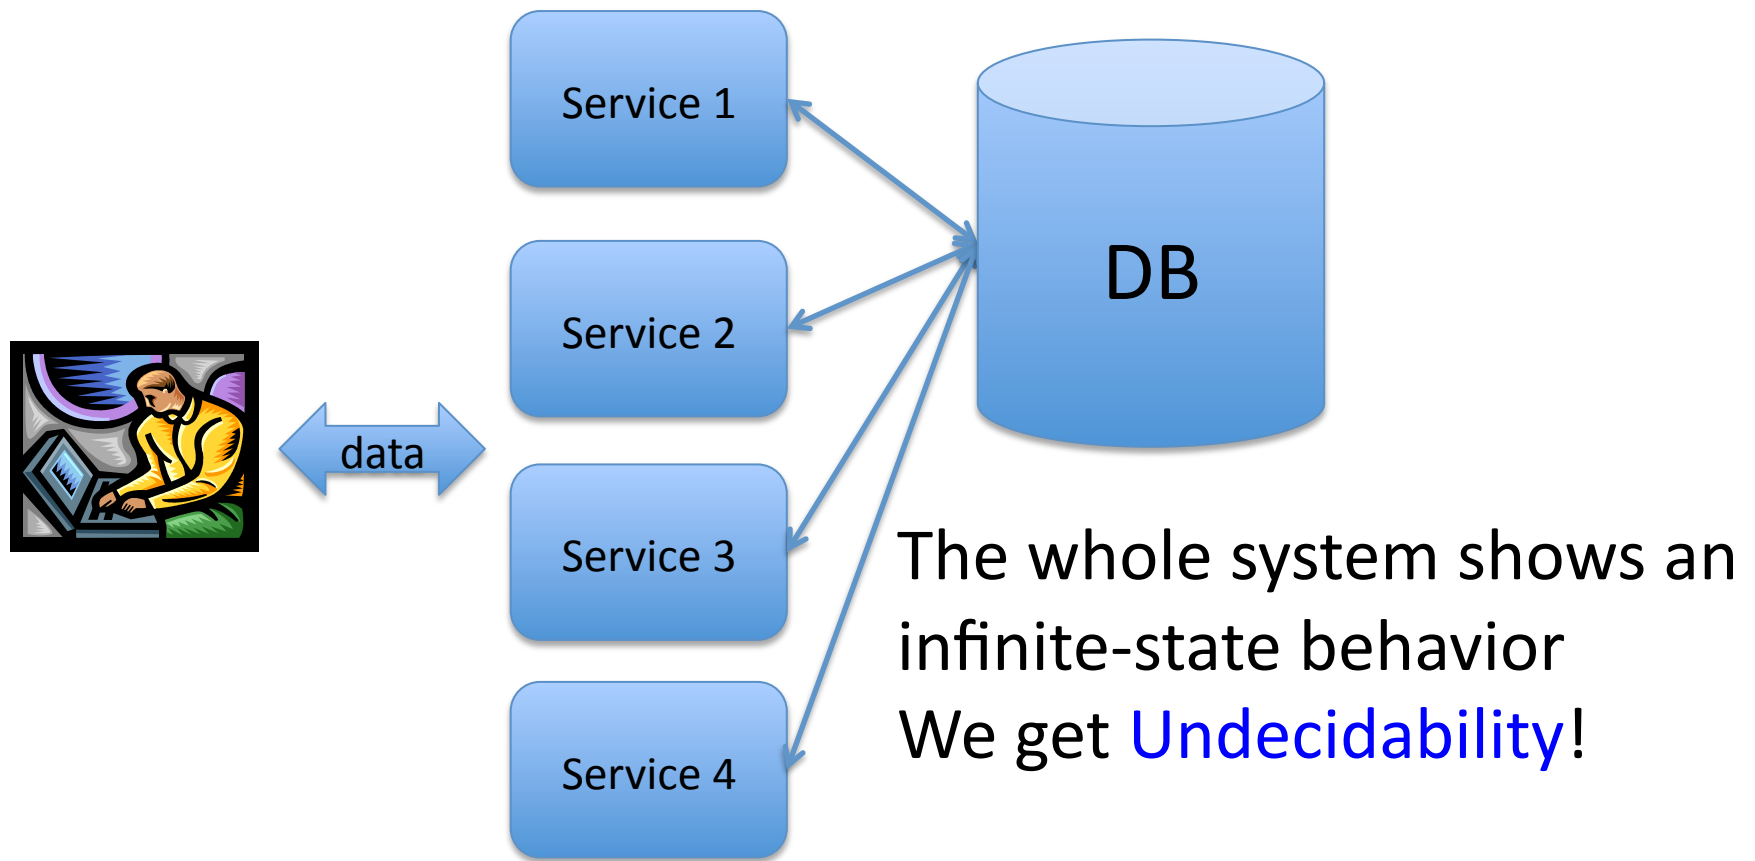 Service 1
Service 2
Service 3
Service 4
data
DB
The whole system shows an
infinite-state behavior
We get Undecidability!